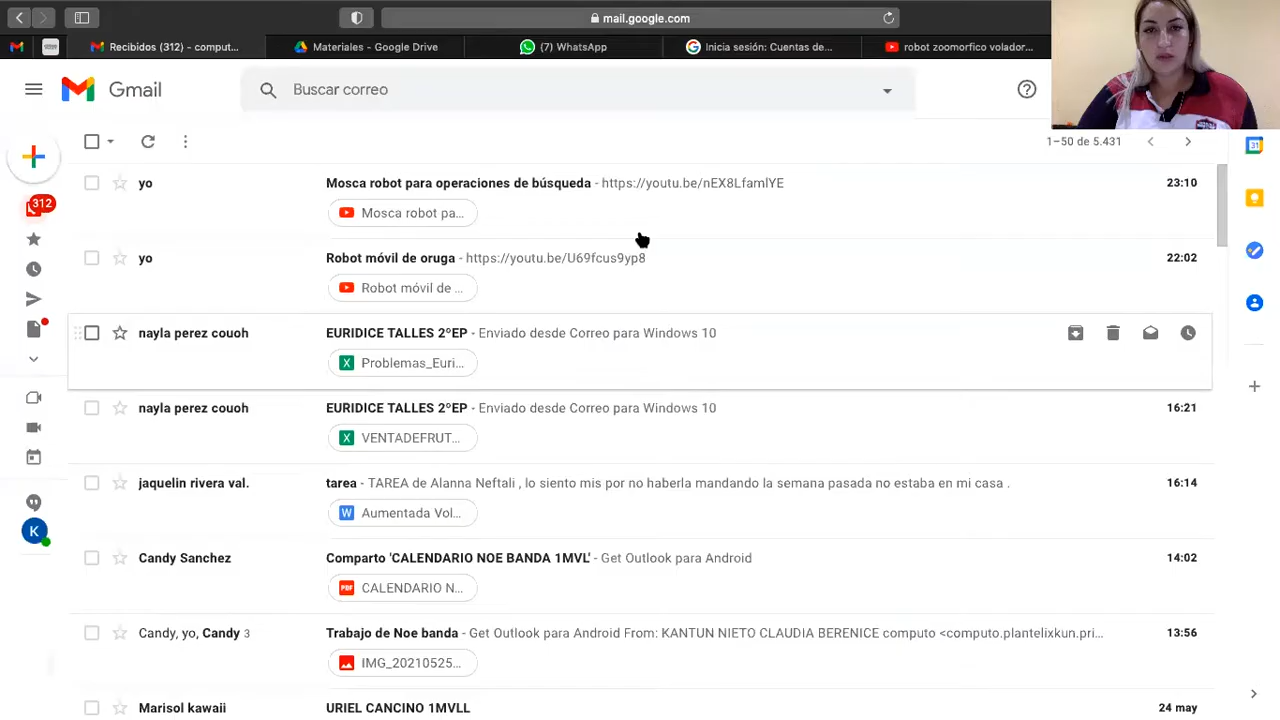 mail.google.com
Recibidos (312) - comput...
Materiales - Google Drive
(7) WhatsApp
Inicia sesión: Cuentas de...
robot zoomorfico volador...
Gmail
Buscar correo
1–50 de 5.431
31
312
yo
Mosca robot para operaciones de búsqueda - https://youtu.be/nEX8LfamlYE
23:10
Mosca robot pa...
yo
Robot móvil de oruga - https://youtu.be/U69fcus9yp8
22:02
Robot móvil de ...
nayla perez couoh
EURIDICE TALLES 2°EP - Enviado desde Correo para Windows 10
X Problemas_Euri...
nayla perez couoh
EURIDICE TALLES 2°EP - Enviado desde Correo para Windows 10
16:21
X VENTADEFRUT...
jaquelin rivera val.
tarea - TAREA de Alanna Neftali , lo siento mis por no haberla mandando la semana pasada no estaba en mi casa .
16:14
W Aumentada Vol...
K
Candy Sanchez
Comparto 'CALENDARIO NOE BANDA 1MVL' - Get Outlook para Android
14:02
PDF CALENDARIO N...
Candy, yo, Candy 3
Trabajo de Noe banda - Get Outlook para Android From: KANTUN NIETO CLAUDIA BERENICE computo <computo.plantelixkun.pri...
13:56
IMG_20210525...
Marisol kawaii
URIEL CANCINO 1MVLL
24 may